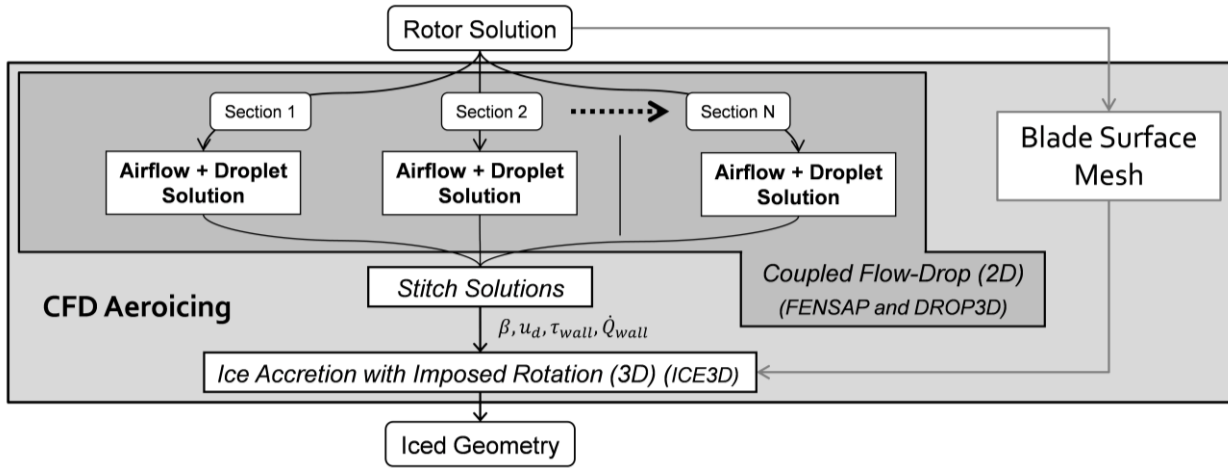 Rotor Solution
Section 1
Section 2
Section N
Airflow + Droplet
Solution
Airflow + Droplet
Solution
Airflow + Droplet
Solution
Blade Surface
Mesh
Coupled Flow-Drop (2D)
(FENSAP and DROP3D)
Stitch Solutions
CFD Aeroicing
β, u_d, τ_wall, Q̇_wall
Ice Accretion with Imposed Rotation (3D) (ICE3D)
Iced Geometry